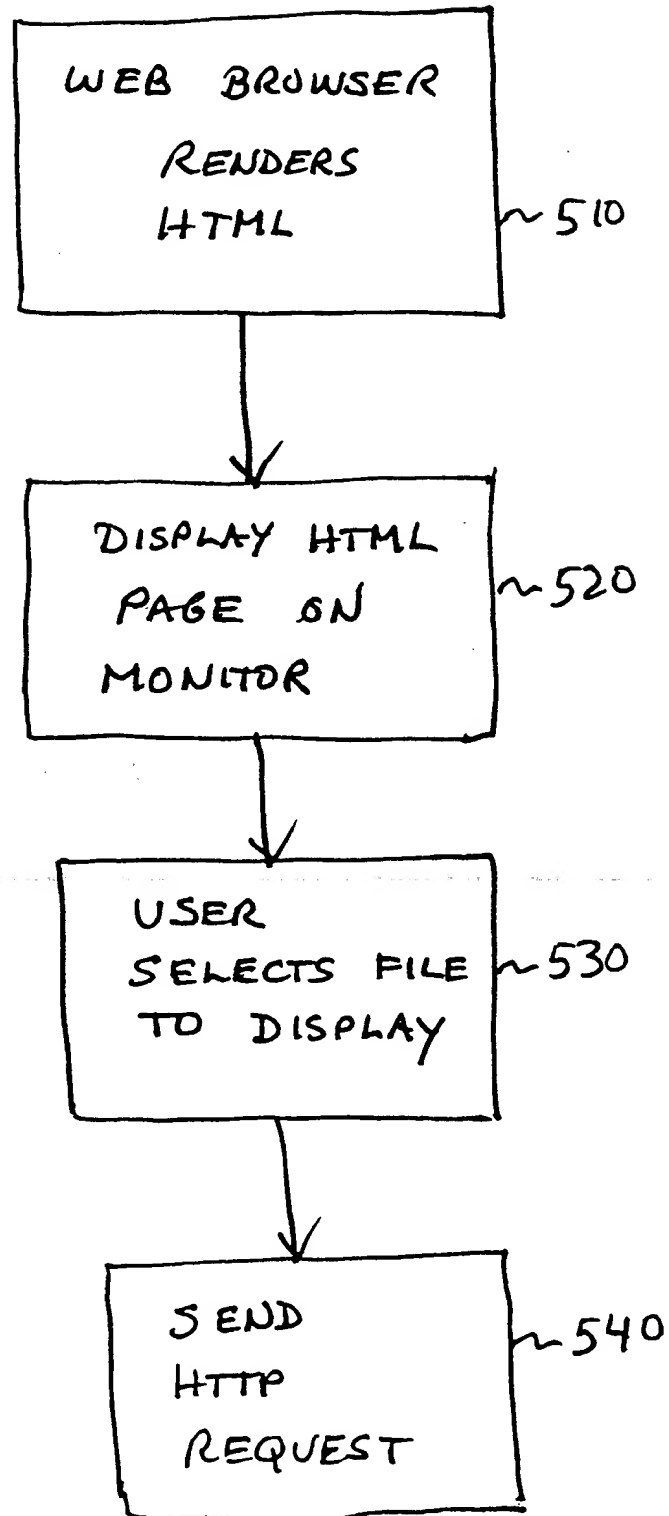 WEB BROWSER
RENDERS
HTML
~ 510
DISPLAY HTML
PAGE ON
MONITOR
~ 520
USER
SELECTS FILE
TO DISPLAY
~ 530
SEND
HTTP
REQUEST
~ 540